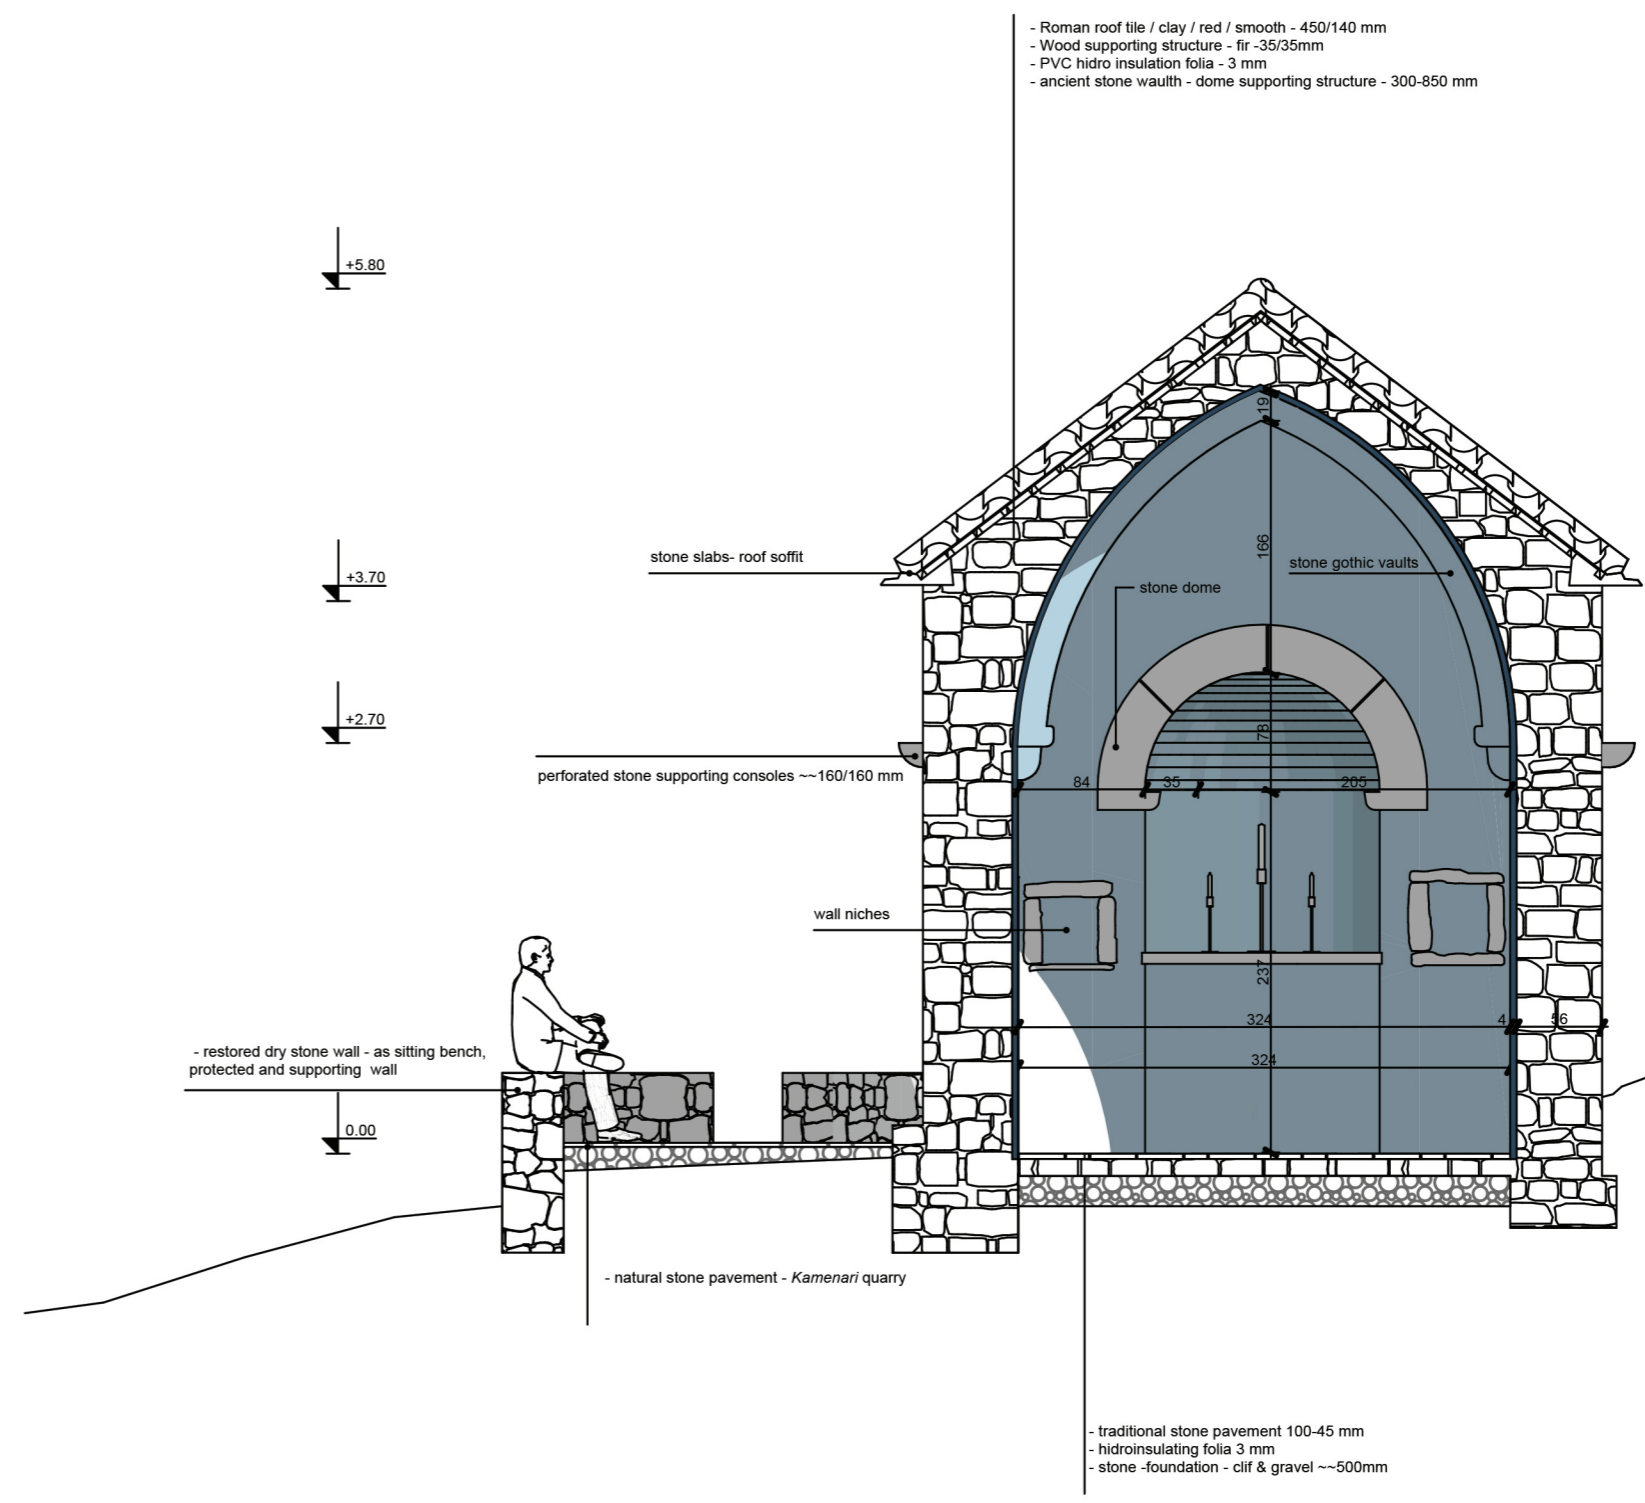 - Roman roof tile / clay / red / smooth - 450/140 mm
- Wood supporting structure - fir -35/35mm
- PVC hidro insulation folia - 3 mm
- ancient stone waulth - dome supporting structure - 300-850 mm
+5.80
19
166
stone slabs- roof soffit
stone gothic vaults
+3.70
stone dome
+2.70
78
perforated stone supporting consoles ~~160/160 mm
84
35
205
wall niches
237
324
4
56
- restored dry stone wall - as sitting bench,
protected and supporting wall
324
0.00
- natural stone pavement - Kamenari quarry
- traditional stone pavement 100-45 mm
- hidroinsulating folia 3 mm
- stone -foundation - clif & gravel ~~500mm